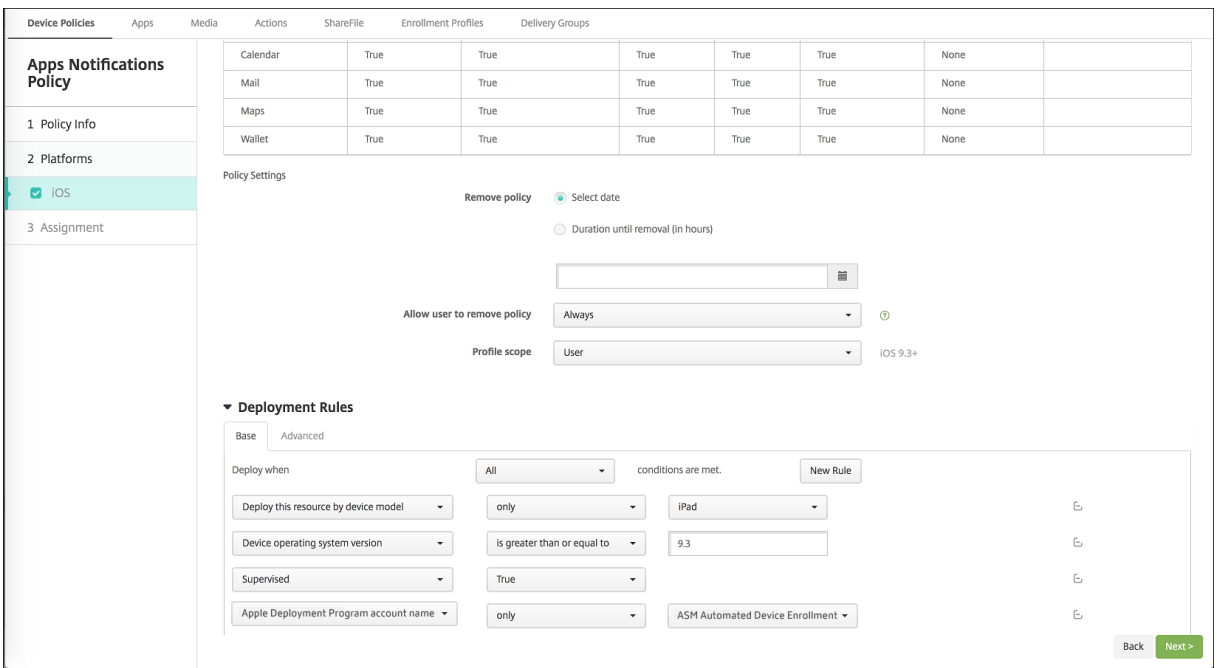 Device Policies Apps Media Actions ShareFile Enrollment Profiles Delivery Groups
Apps Notifications
Policy
1 Policy Info
2 Platforms
iOS
3 Assignment
Calendar True True True True True None
Mail True True True True True None
Maps True True True True True None
Wallet True True True True True None
Policy Settings
Remove policy Select date
Duration until removal (in hours)
Allow user to remove policy Always ?
Profile scope User iOS 9.3+
Deployment Rules
Base Advanced
Deploy when All conditions are met. New Rule
Deploy this resource by device model only iPad
Device operating system version is greater than or equal to 9.3
Supervised True
Apple Deployment Program account name only ASM Automated Device Enrollment
Back Next >